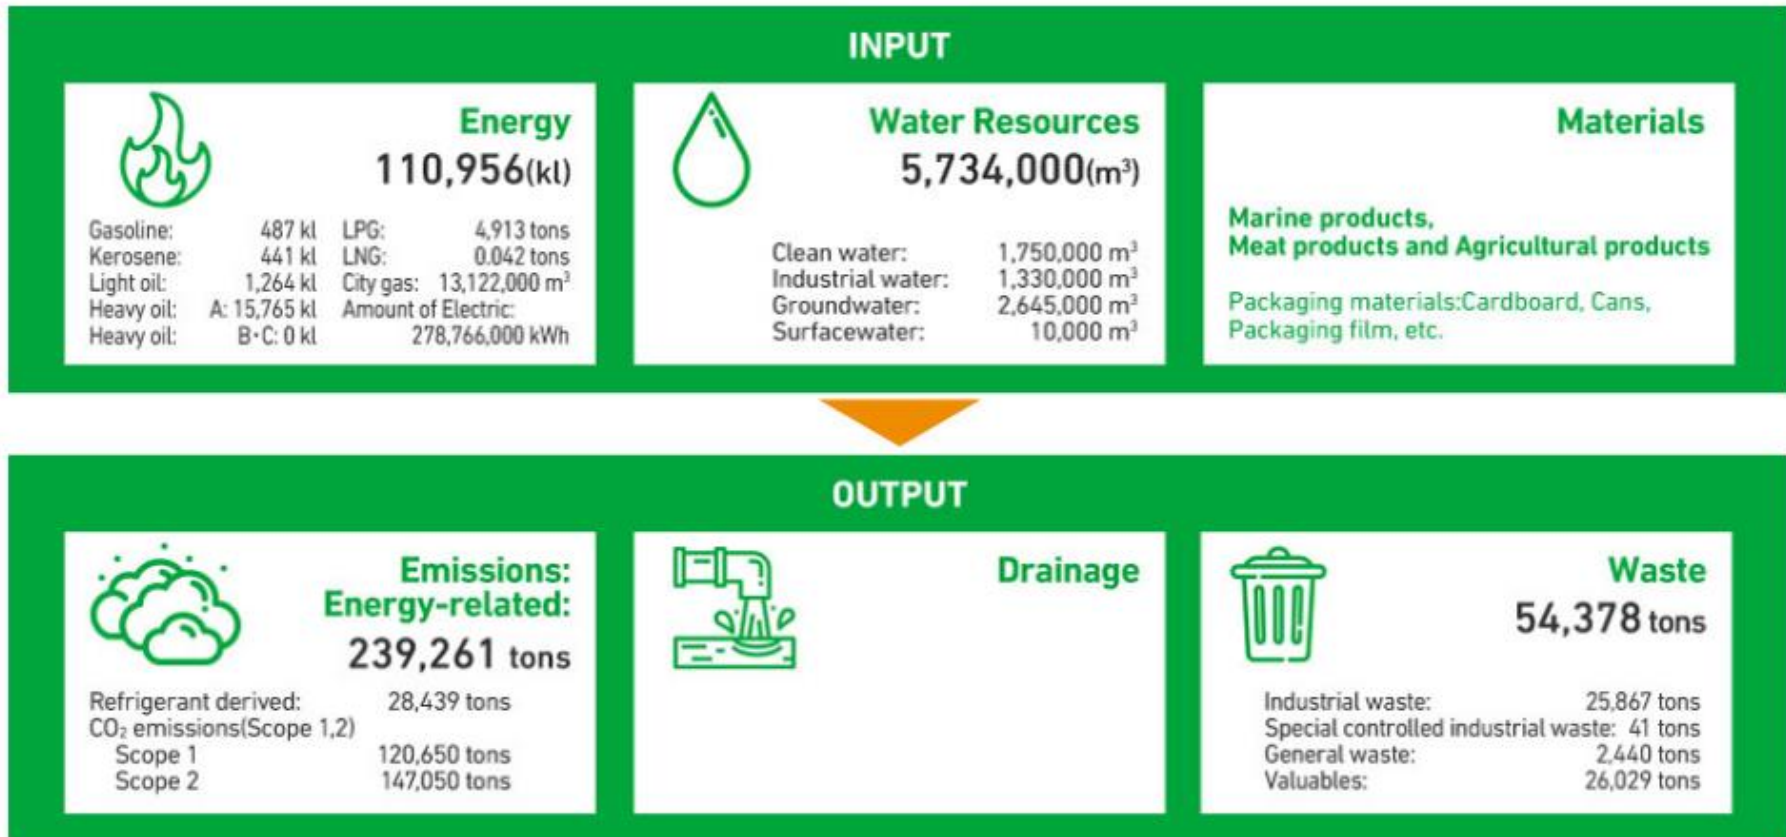 INPUT
Energy
110,956(kl)
Gasoline: 487 kl
Kerosene: 441 kl
Light oil: 1,264 kl
Heavy oil: A: 15,765 kl
Heavy oil: B・C: 0 kl
LPG: 4,913 tons
LNG: 0.042 tons
City gas: 13,122,000 m³
Amount of Electric:
278,766,000 kWh
Water Resources
5,734,000(m³)
Clean water: 1,750,000 m³
Industrial water: 1,330,000 m³
Groundwater: 2,645,000 m³
Surfacewater: 10,000 m³
Materials
Marine products,
Meat products and Agricultural products
Packaging materials:Cardboard, Cans,
Packaging film, etc.
OUTPUT
Emissions:
Energy-related:
239,261 tons
Refrigerant derived: 28,439 tons
CO₂ emissions(Scope 1,2)
Scope 1 120,650 tons
Scope 2 147,050 tons
Drainage
Waste
54,378 tons
Industrial waste: 25,867 tons
Special controlled industrial waste: 41 tons
General waste: 2,440 tons
Valuables: 26,029 tons